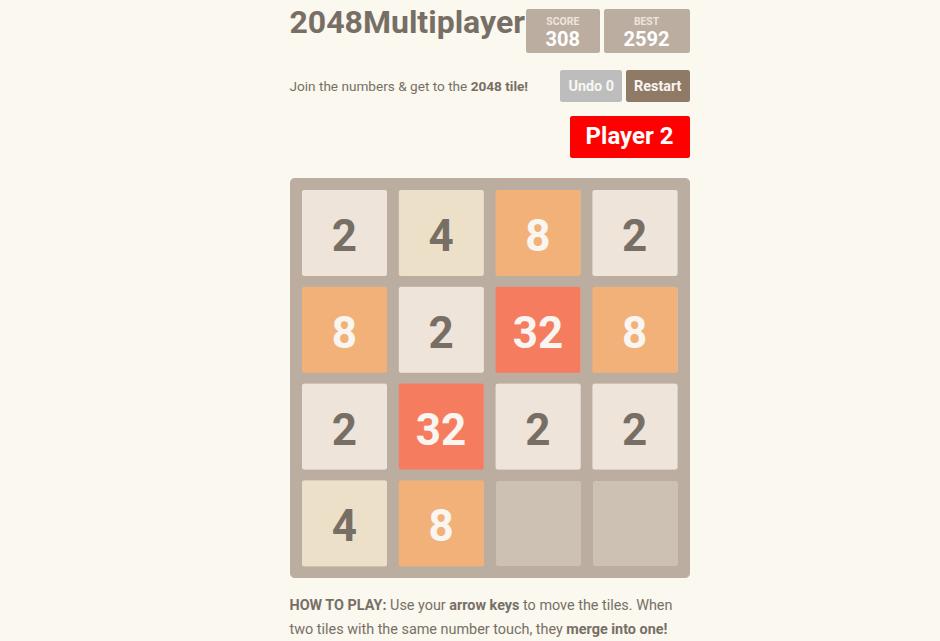 2048Multiplayer
SCORE BEST
308 2592
Join the numbers & get to the 2048 tile! Undo 0 Restart
Player 2
2 4 8 2
8 2 32 8
2 32 2 2
4 8
HOW TO PLAY: Use your arrow keys to move the tiles. When
two tiles with the same number touch, they merge into one!